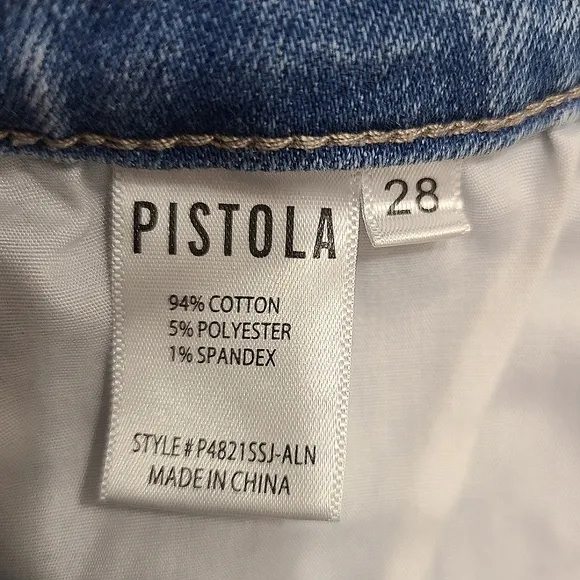 PISTOLA
28
94% COTTON
5% POLYESTER
1% SPANDEX
STYLE # P4821SSJ-ALN
MADE IN CHINA